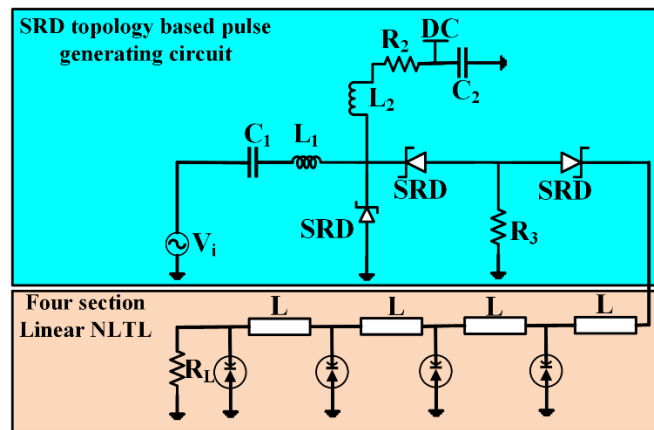 SRD topology based pulse
generating circuit
DC
R2
C2
L2
C1
L1
SRD
SRD
SRD
R3
Vi
Four section
Linear NLTL
L
L
L
L
RL